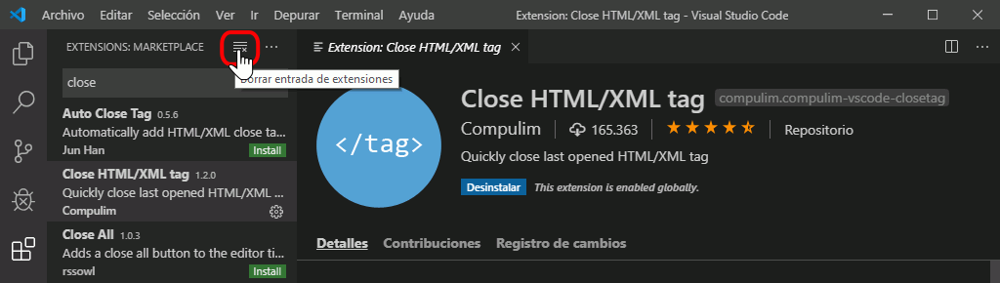 Archivo Editar Selección Ver Ir Depurar Terminal Ayuda Extension: Close HTML/XML tag - Visual Studio Code
EXTENSIONS: MARKETPLACE
Borrar entrada de extensiones
close
Auto Close Tag 0.5.6
Automatically add HTML/XML close ta...
Jun Han Install
Close HTML/XML tag 1.2.0
Quickly close last opened HTML/XML ...
Compulim
Close All 1.0.3
Adds a close all button to the editor ti...
rssowl Install
Extension: Close HTML/XML tag
</tag>
Close HTML/XML tag compulim.compulim-vscode-closetag
Compulim 165.363 Repositorio
Quickly close last opened HTML/XML tag
Desinstalar This extension is enabled globally.
Detalles Contribuciones Registro de cambios